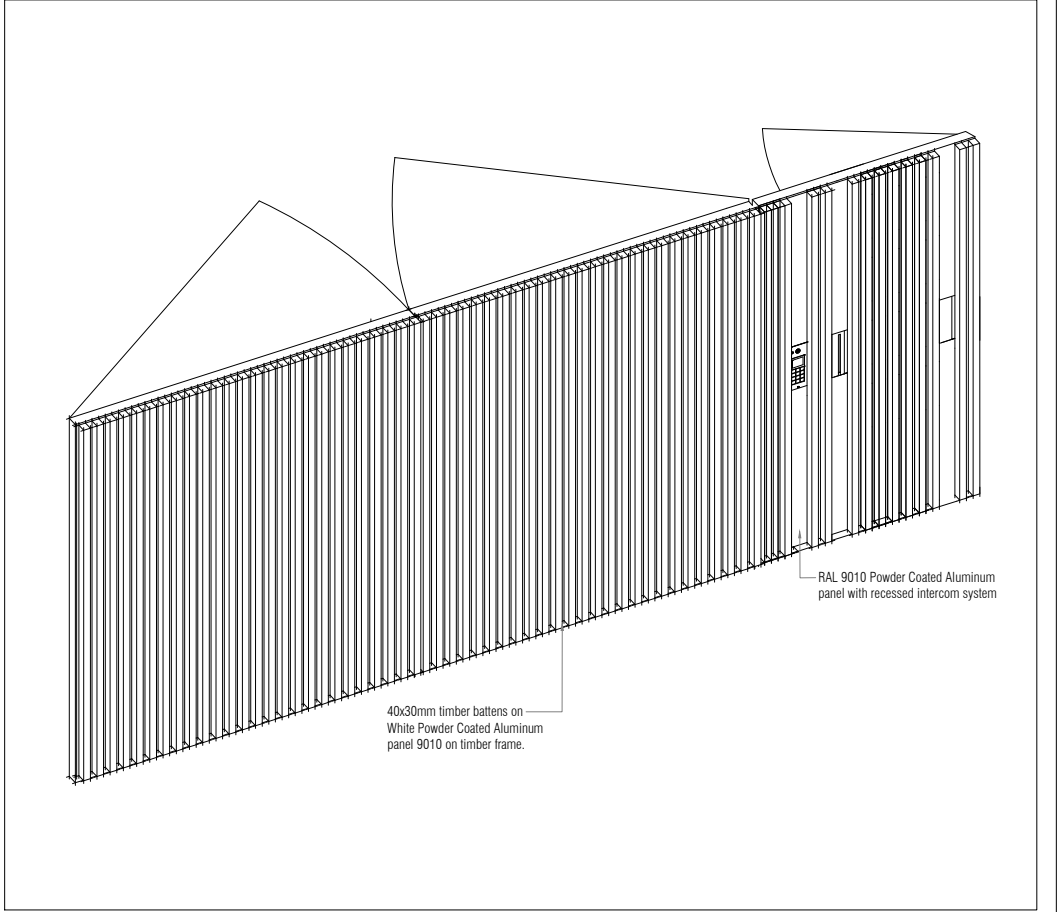 RAL 9010 Powder Coated Aluminum
panel with recessed intercom system
40x30mm timber battens on
White Powder Coated Aluminum
panel 9010 on timber frame.